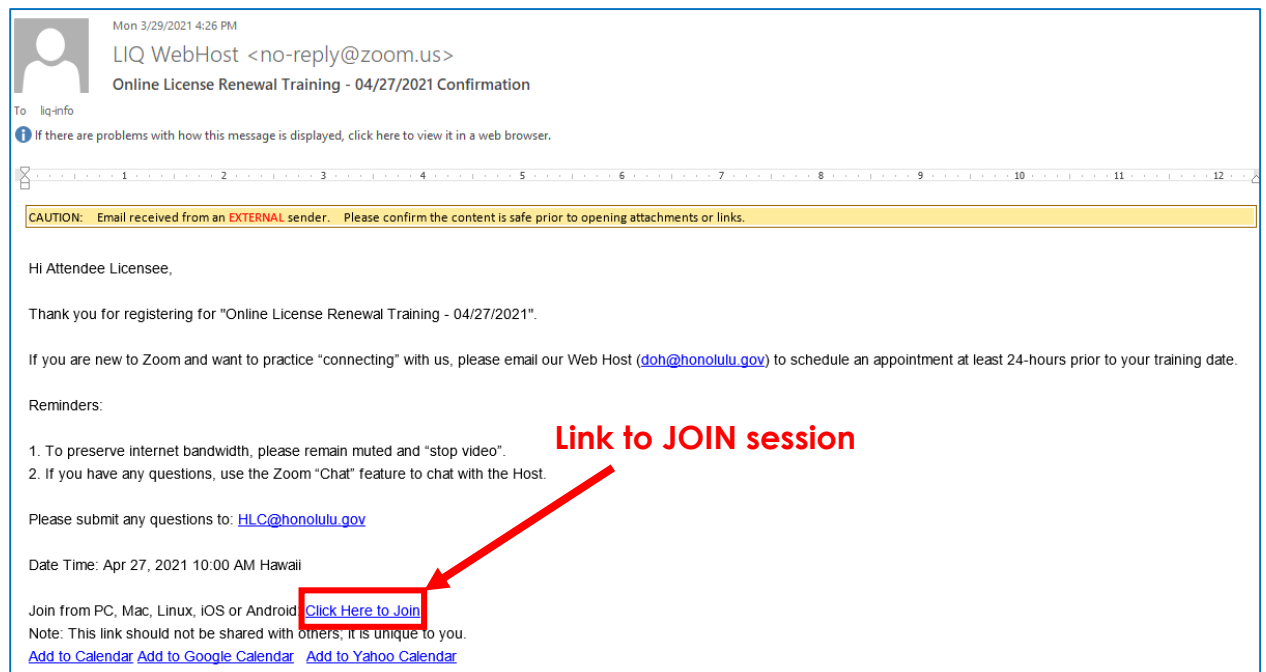 Mon 3/29/2021 4:26 PM
LIQ WebHost <no-reply@zoom.us>
Online License Renewal Training - 04/27/2021 Confirmation
To liq-info
If there are problems with how this message is displayed, click here to view it in a web browser.
1 2 3 4 5 6 7 8 9 10 11 12
CAUTION: Email received from an EXTERNAL sender. Please confirm the content is safe prior to opening attachments or links.
Hi Attendee Licensee,
Thank you for registering for "Online License Renewal Training - 04/27/2021".
If you are new to Zoom and want to practice “connecting” with us, please email our Web Host (doh@honolulu.gov) to schedule an appointment at least 24-hours prior to your training date.
Reminders:
Link to JOIN session
1. To preserve internet bandwidth, please remain muted and “stop video”.
2. If you have any questions, use the Zoom “Chat” feature to chat with the Host.
Please submit any questions to: HLC@honolulu.gov
Date Time: Apr 27, 2021 10:00 AM Hawaii
Join from PC, Mac, Linux, iOS or Android: Click Here to Join
Note: This link should not be shared with others; it is unique to you.
Add to Calendar Add to Google Calendar Add to Yahoo Calendar